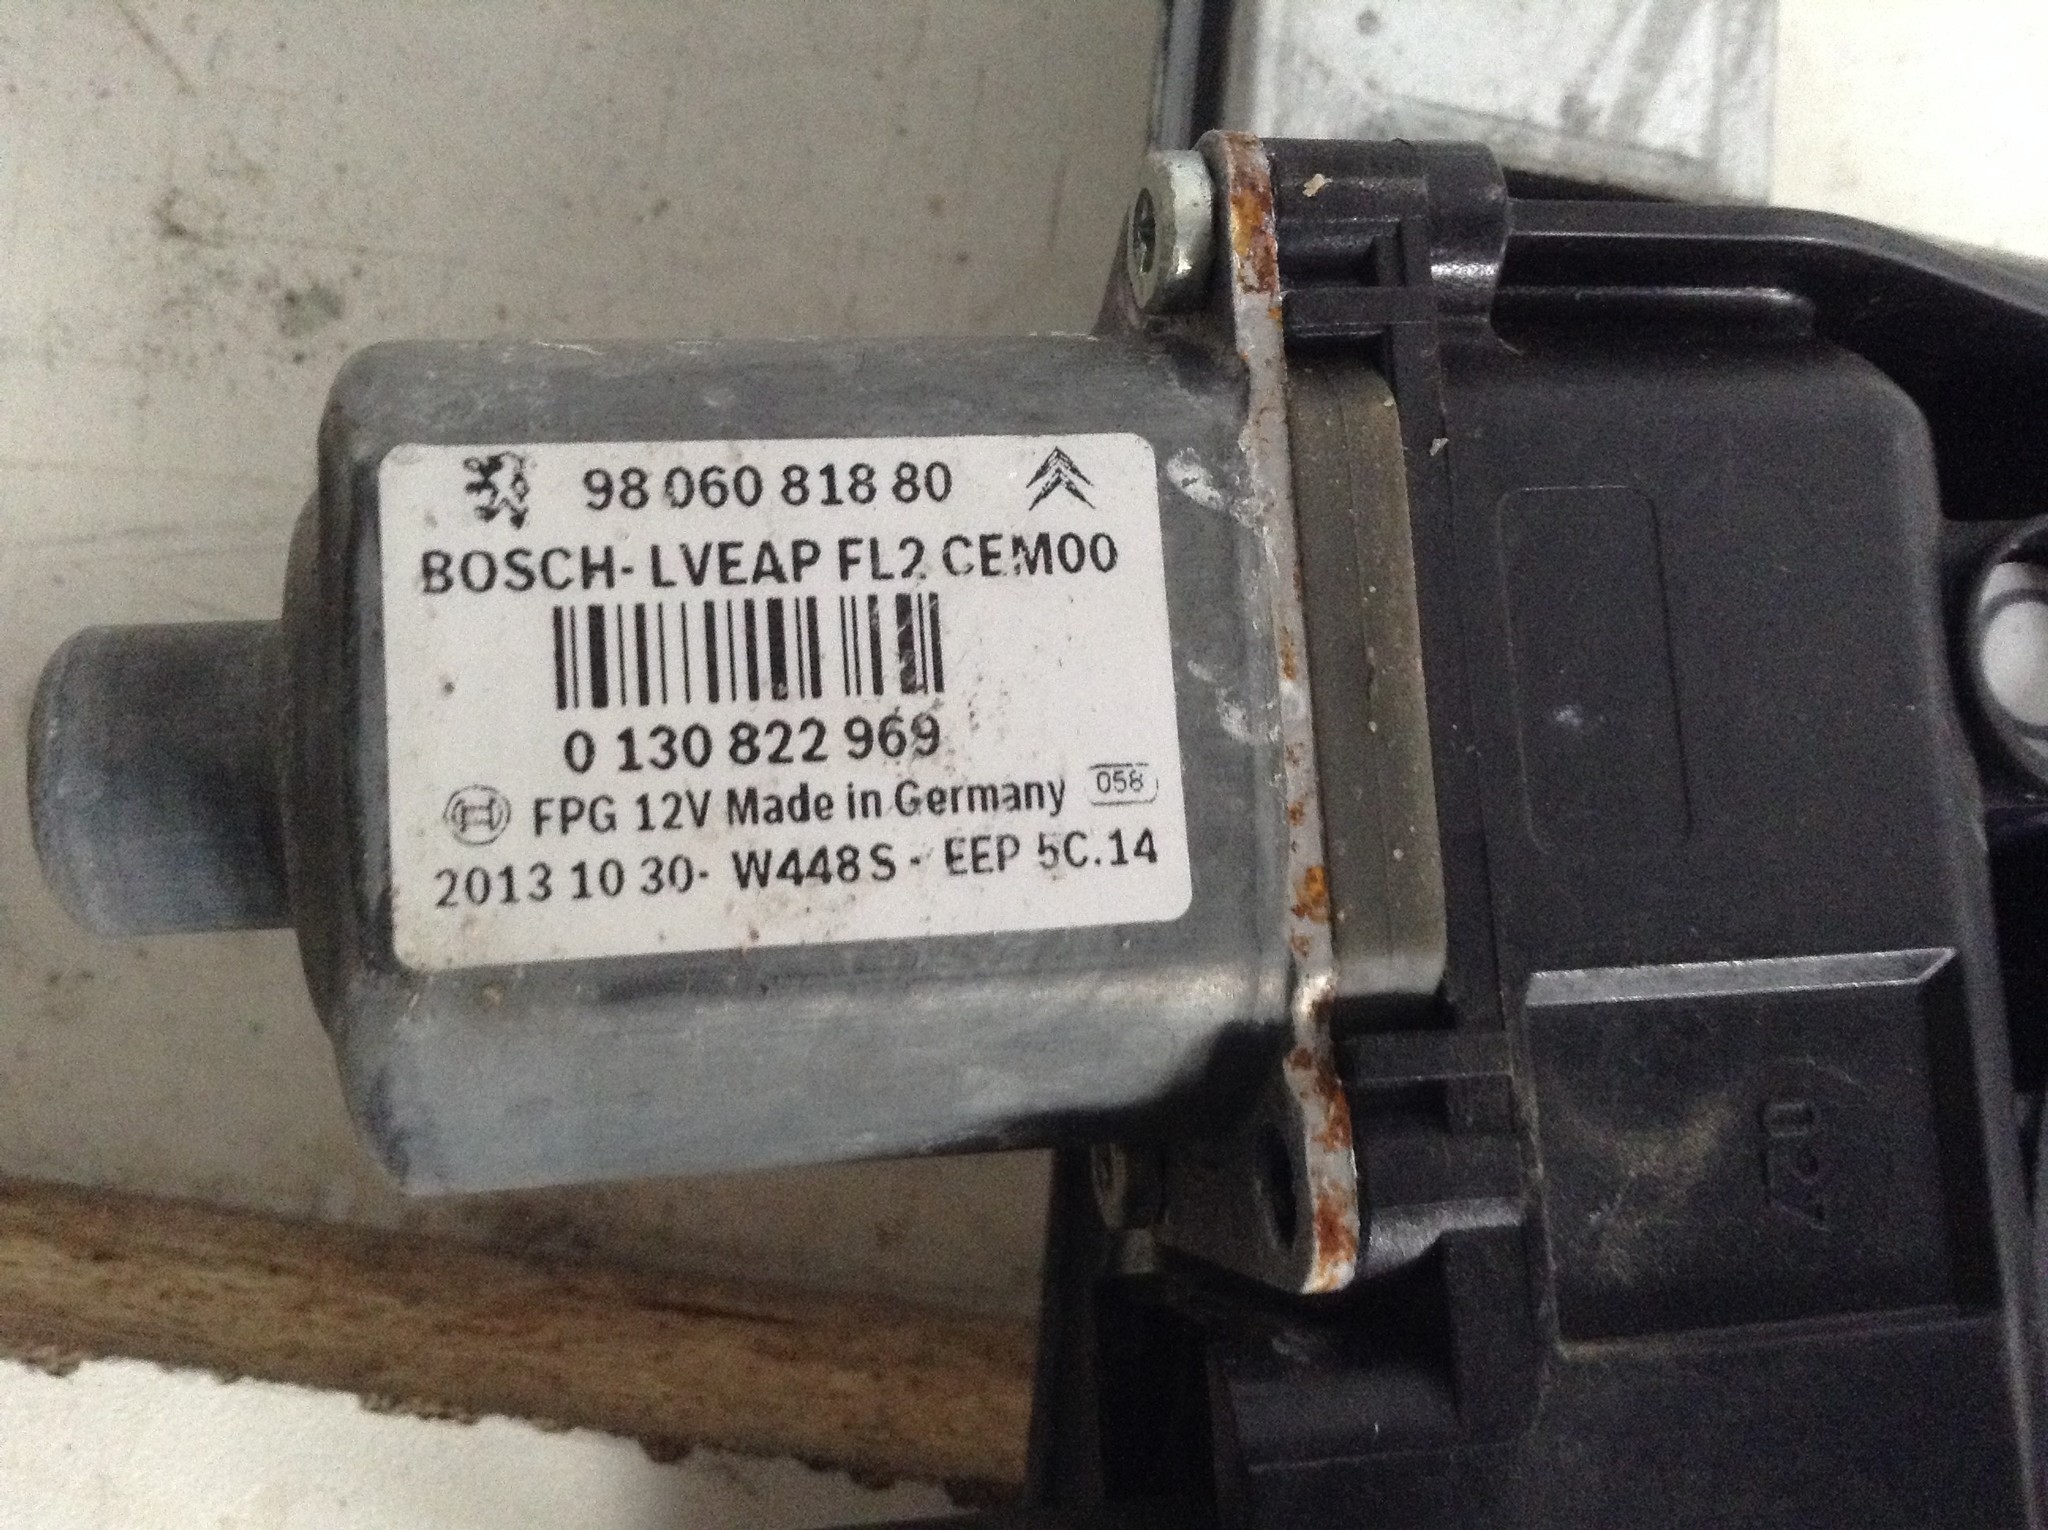 98 060 818 80
BOSCH- LVEAP FL2 CEM00
0 130 822 969
FPG 12V Made in Germany 058
2013 10 30- W448S - EEP 5C.14